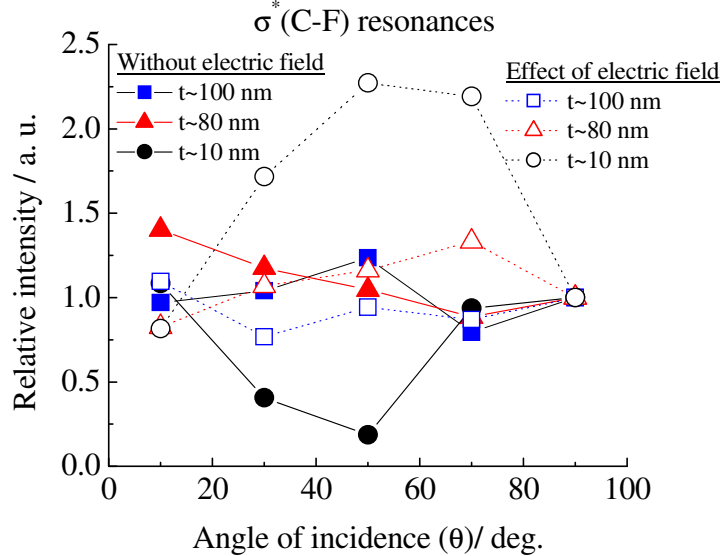 σ*(C-F) resonances
Without electric field
t~100 nm
t~80 nm
t~10 nm
Effect of electric field
t~100 nm
t~80 nm
t~10 nm
2.5
2.0
1.5
1.0
0.5
0.0
Relative intensity / a. u.
0 20 40 60 80 100
Angle of incidence (θ)/ deg.